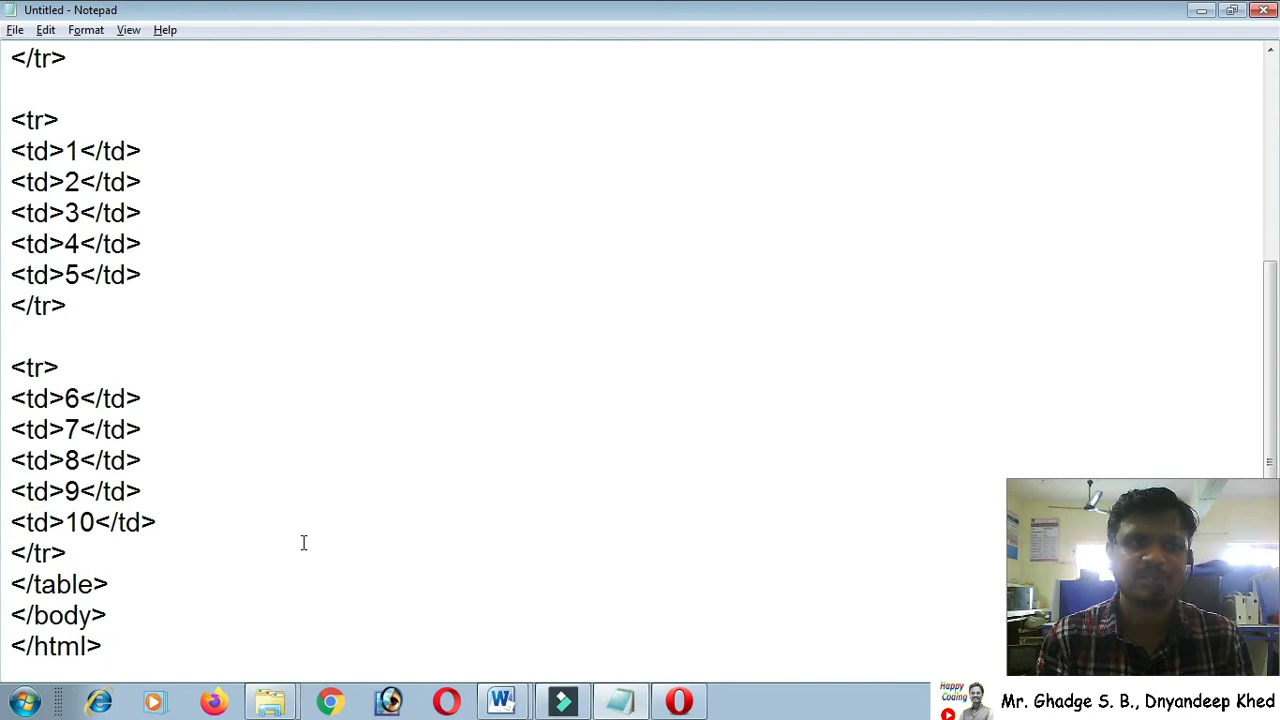 Untitled - Notepad
File Edit Format View Help
</tr>
<tr>
<td>1</td>
<td>2</td>
<td>3</td>
<td>4</td>
<td>5</td>
</tr>
<tr>
<td>6</td>
<td>7</td>
<td>8</td>
<td>9</td>
<td>10</td>
</tr>
</table>
</body>
</html>
Happy
Coding
Mr. Ghadge S. B., Dnyandeep Khed